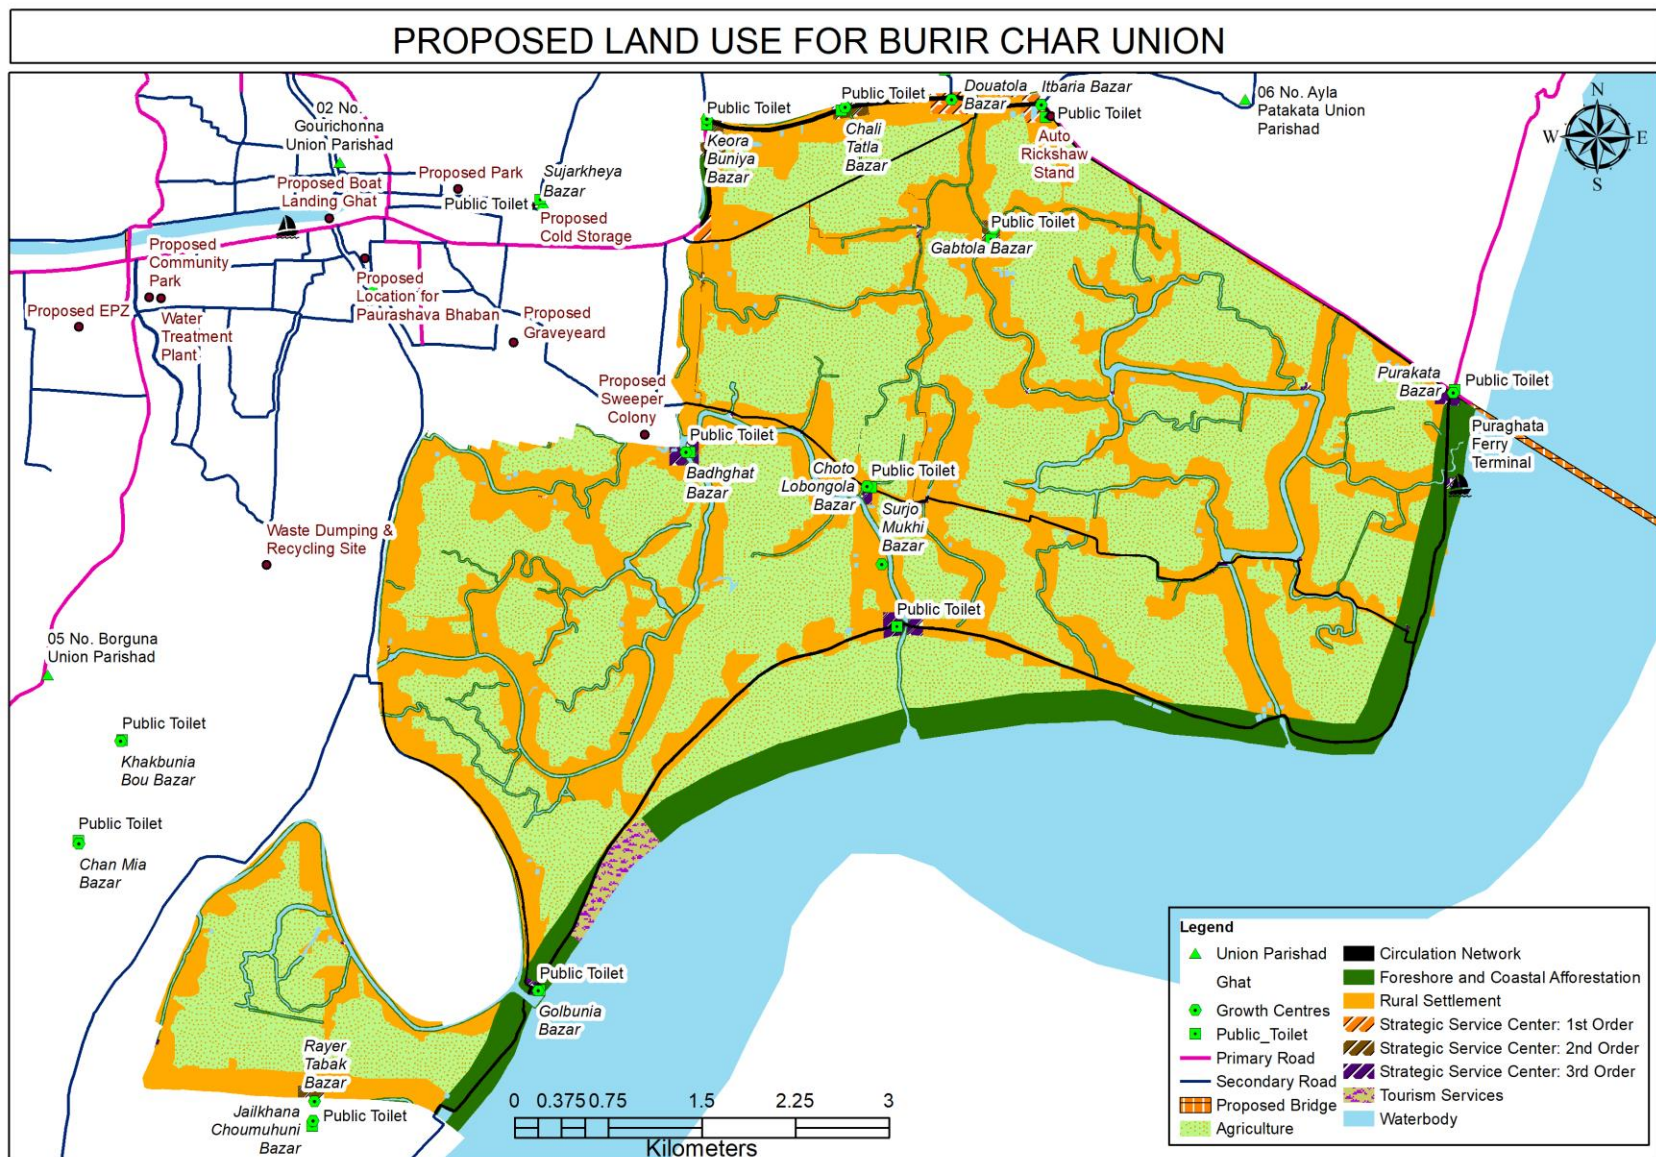 PROPOSED LAND USE FOR BURIR CHAR UNION
02 No.
Gourichonna
Union Parishad
Proposed Boat
Landing Ghat
Proposed Park
Public Toilet
Sujarkheya
Bazar
Proposed
Cold Storage
Proposed
Community
Park
Proposed EPZ
Water
Treatment
Plant
Proposed
Location for
Paurashava Bhaban
Proposed
Graveyeard
Proposed
Sweeper
Colony
Waste Dumping &
Recycling Site
05 No. Borguna
Union Parishad
Public Toilet
Khakbunia
Bou Bazar
Public Toilet
Chan Mia
Bazar
Public Toilet
Keora
Buniya
Bazar
Public Toilet
Chali
Tatla
Bazar
Douatola
Bazar
Itbaria Bazar
Public Toilet
Auto
Rickshaw
Stand
06 No. Ayla
Patakata Union
Parishad
N
W
E
S
Public Toilet
Gabtola Bazar
Purakata
Bazar
Public Toilet
Puraghata
Ferry
Terminal
Public Toilet
Badhghat
Bazar
Choto
Lobongola
Bazar
Public Toilet
Surjo
Mukhi
Bazar
Public Toilet
Public Toilet
Golbunia
Bazar
Rayer
Tabak
Bazar
Jailkhana
Choumuhuni
Bazar
Public Toilet
0 0.375 0.75 1.5 2.25 3
Kilometers
Legend
Union Parishad
Ghat
Growth Centres
Public_Toilet
Primary Road
Secondary Road
Proposed Bridge
Agriculture
Circulation Network
Foreshore and Coastal Afforestation
Rural Settlement
Strategic Service Center: 1st Order
Strategic Service Center: 2nd Order
Strategic Service Center: 3rd Order
Tourism Services
Waterbody